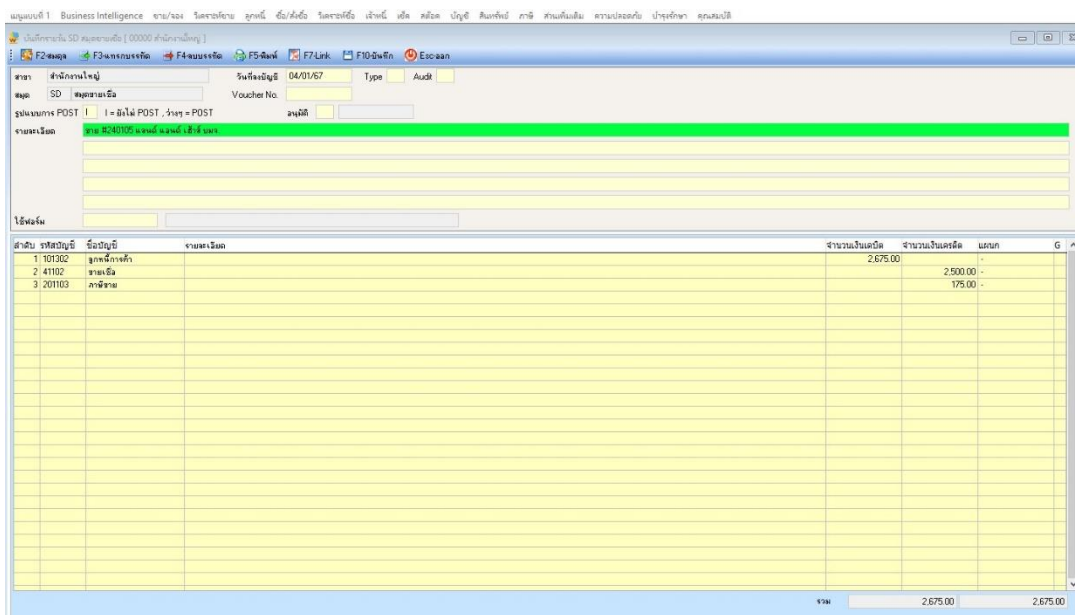 เมนูแบบที่ 1 Business Intelligence ขาย/จอง วิเคราะห์ขาย ลูกหนี้ ซื้อ/สั่งซื้อ วิเคราะห์ซื้อ เจ้าหนี้ เช็ค สต๊อค บัญชี สินทรัพย์ ภาษี ส่วนเพิ่มเติม ความปลอดภัย บำรุงรักษา คุณสมบัติ
บันทึกรายวัน SD สมุดขายเชื่อ [ 00000 สำนักงานใหญ่ ]
F2-สมดุล F3-แทรกบรรทัด F4-ลบบรรทัด F5-พิมพ์ F7-Link F10-บันทึก Esc-ออก
สาขา สำนักงานใหญ่ วันที่ลงบัญชี 04/01/67 Type Audit
สมุด SD สมุดขายเชื่อ Voucher No.
รูปแบบการ POST I I = ยังไม่ POST , ว่างๆ = POST อนุมัติ
รายละเอียด ขาย #240105 แลนด์ แอนด์ เฮ้าส์ บมจ.
ใช้ฟอร์ม
ลำดับ รหัสบัญชี ชื่อบัญชี รายละเอียด จำนวนเงินเดบิต จำนวนเงินเครดิต แผนก G
1 101302 ลูกหนี้การค้า 2,675.00 -
2 41102 ขายเชื่อ 2,500.00 -
3 201103 ภาษีขาย 175.00 -
รวม 2,675.00 2,675.00